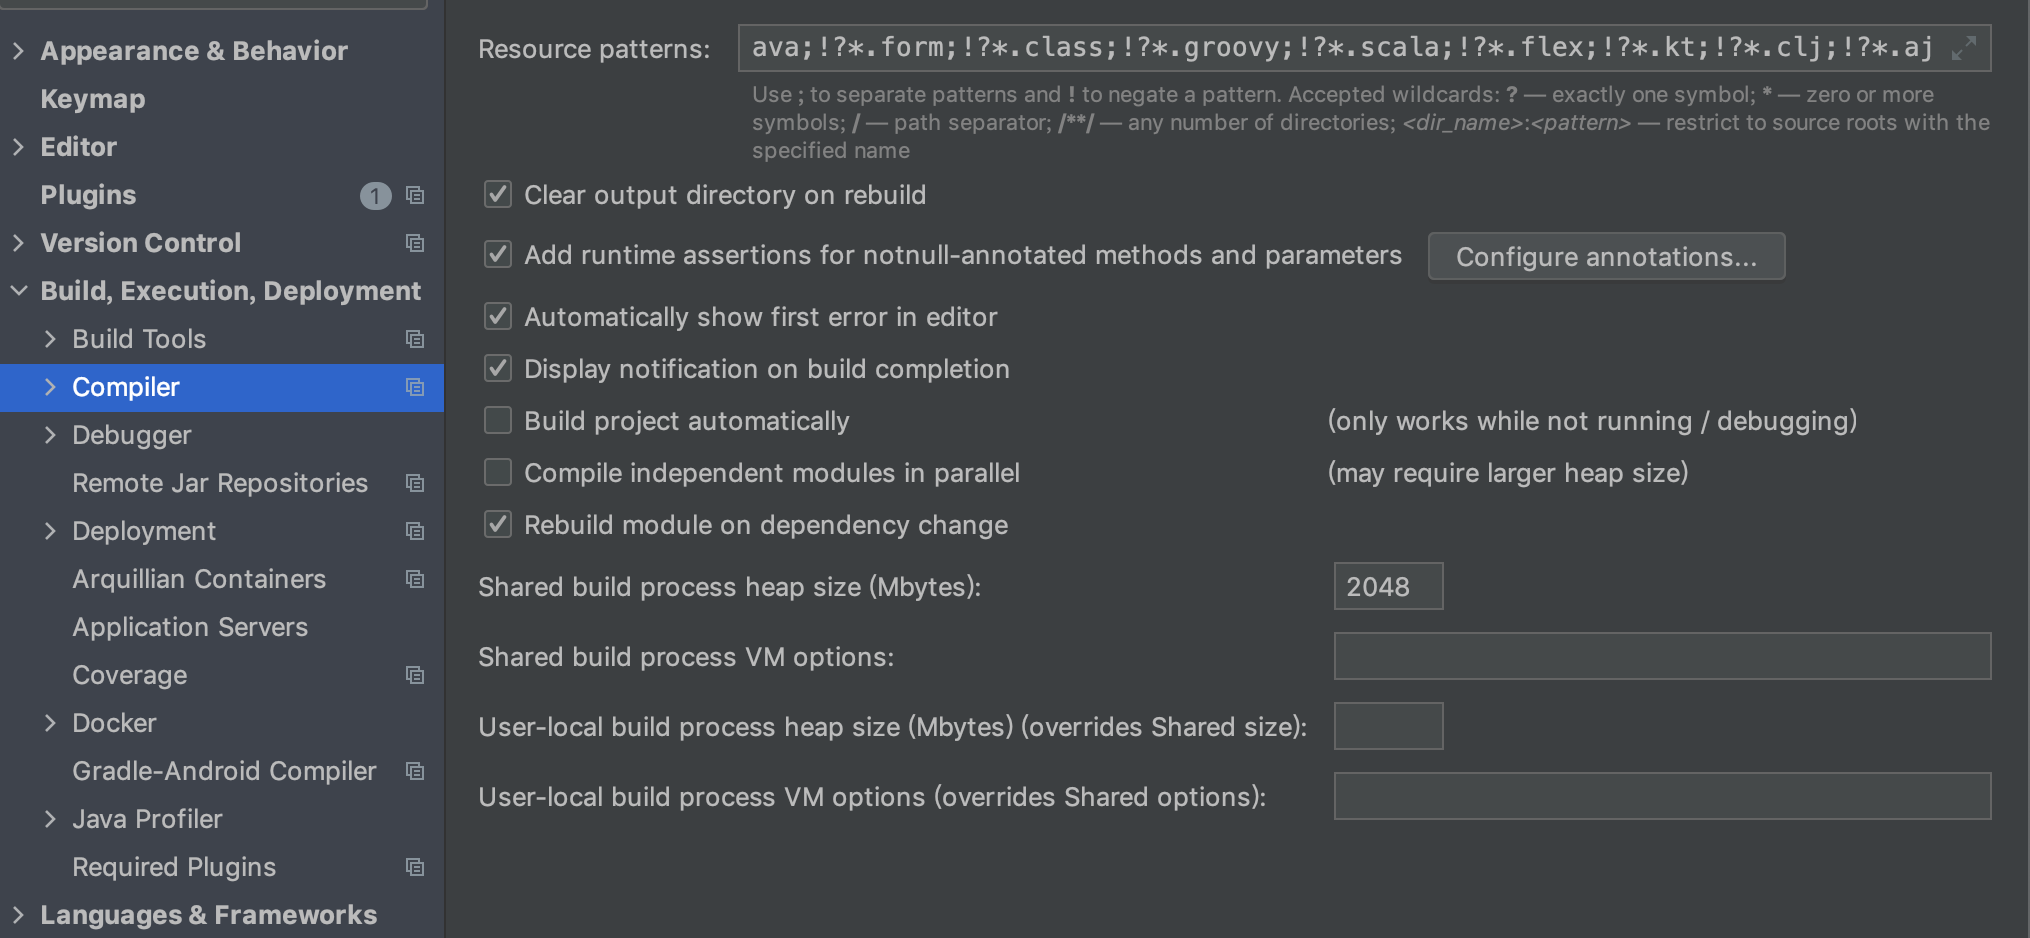 Appearance & Behavior
Keymap
Editor
Plugins 1
Version Control
Build, Execution, Deployment
Build Tools
Compiler
Debugger
Remote Jar Repositories
Deployment
Arquillian Containers
Application Servers
Coverage
Docker
Gradle-Android Compiler
Java Profiler
Required Plugins
Languages & Frameworks
Resource patterns: ava;!?*.form;!?*.class;!?*.groovy;!?*.scala;!?*.flex;!?*.kt;!?*.clj;!?*.aj
Use ; to separate patterns and ! to negate a pattern. Accepted wildcards: ? — exactly one symbol; * — zero or more
symbols; / — path separator; /**/ — any number of directories; <dir_name>:<pattern> — restrict to source roots with the
specified name
Clear output directory on rebuild
Add runtime assertions for notnull-annotated methods and parameters Configure annotations...
Automatically show first error in editor
Display notification on build completion
Build project automatically (only works while not running / debugging)
Compile independent modules in parallel (may require larger heap size)
Rebuild module on dependency change
Shared build process heap size (Mbytes): 2048
Shared build process VM options:
User-local build process heap size (Mbytes) (overrides Shared size):
User-local build process VM options (overrides Shared options):